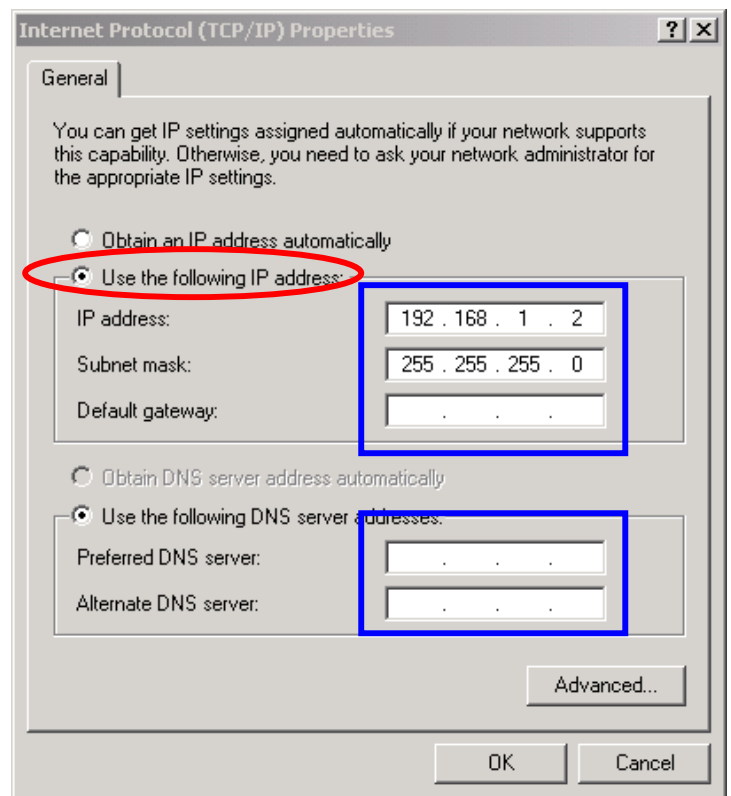 Internet Protocol (TCP/IP) Properties
?
General
You can get IP settings assigned automatically if your network supports
this capability. Otherwise, you need to ask your network administrator for
the appropriate IP settings.
Obtain an IP address automatically
Use the following IP address:
IP address: 192 . 168 . 1 . 2
Subnet mask: 255 . 255 . 255 . 0
Default gateway: . . .
Obtain DNS server address automatically
Use the following DNS server addresses:
Preferred DNS server: . . .
Alternate DNS server: . . .
Advanced...
OK Cancel